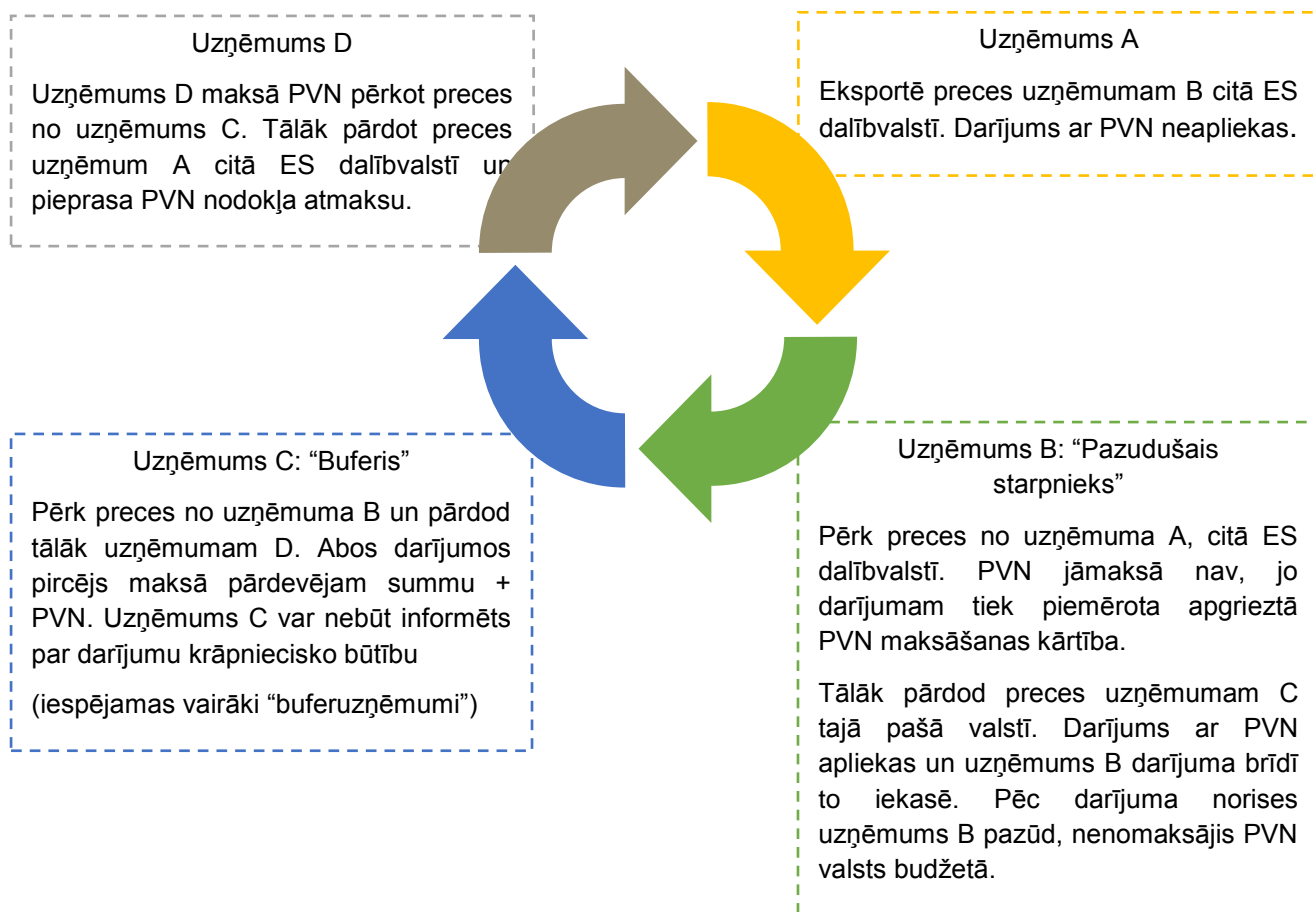 Uzņēmums D
Uzņēmums D maksā PVN pērkot preces
no uzņēmums C. Tālāk pārdot preces
uzņēmum A citā ES dalībvalstī un
pieprasa PVN nodokļa atmaksu.
Uzņēmums A
Eksportē preces uzņēmumam B citā ES
dalībvalstī. Darījums ar PVN neapliekas.
Uzņēmums C: “Buferis”
Pērk preces no uzņēmuma B un pārdod
tālāk uzņēmumam D. Abos darījumos
pircējs maksā pārdevējam summu +
PVN. Uzņēmums C var nebūt informēts
par darījumu krāpniecisko būtību
(iespējamas vairāki “buferuzņēmumi”)
Uzņēmums B: “Pazudušais
starpnieks”
Pērk preces no uzņēmuma A, citā ES
dalībvalstī. PVN jāmaksā nav, jo
darījumam tiek piemērota apgrieztā
PVN maksāšanas kārtība.
Tālāk pārdod preces uzņēmumam C
tajā pašā valstī. Darījums ar PVN
apliekas un uzņēmums B darījuma brīdī
to iekasē. Pēc darījuma norises
uzņēmums B pazūd, nenomaksājis PVN
valsts budžetā.